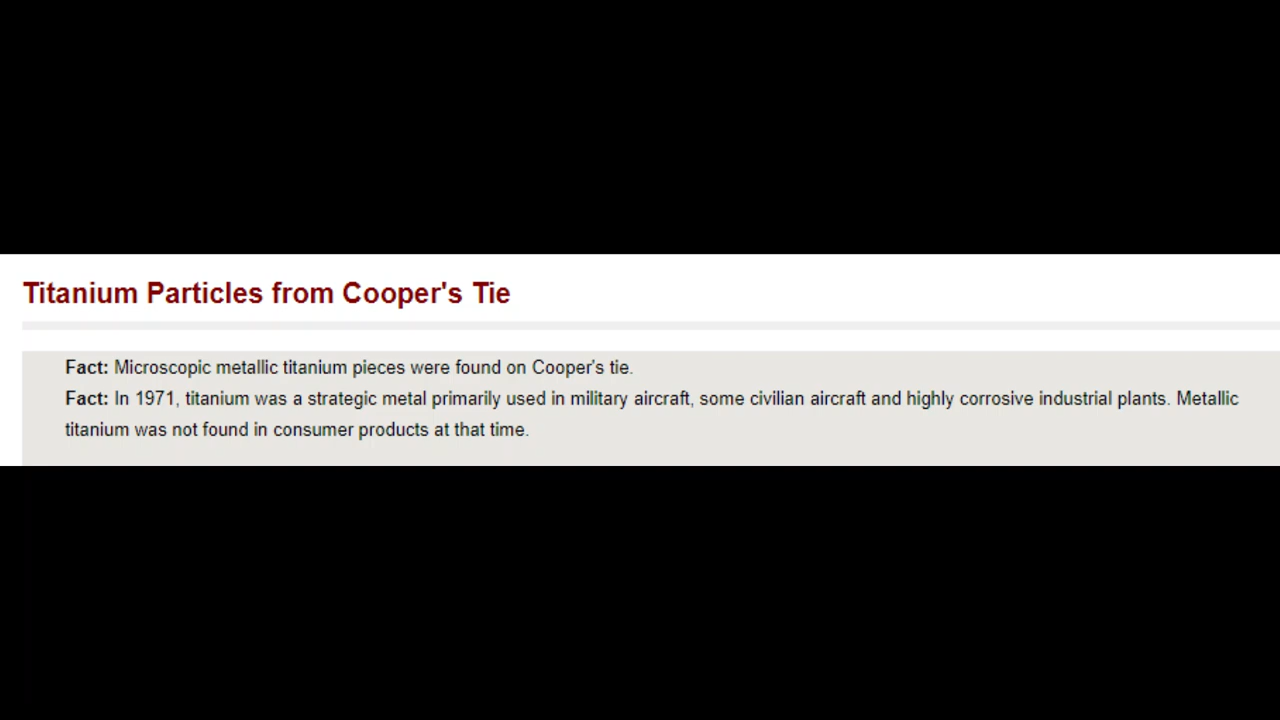 Titanium Particles from Cooper's Tie
Fact: Microscopic metallic titanium pieces were found on Cooper's tie.
Fact: In 1971, titanium was a strategic metal primarily used in military aircraft, some civilian aircraft and highly corrosive industrial plants. Metallic
titanium was not found in consumer products at that time.